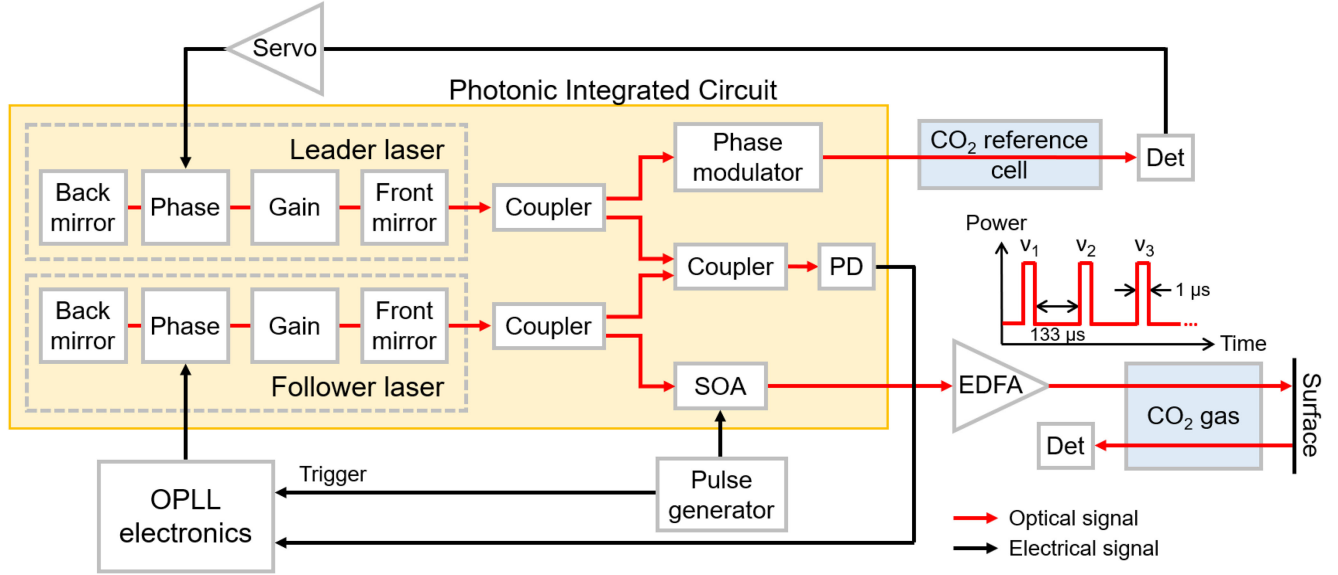 Servo
Photonic Integrated Circuit
Leader laser
Back
mirror
Phase
Gain
Front
mirror
Coupler
Phase
modulator
CO₂ reference
cell
Det
Coupler
PD
Back
mirror
Phase
Gain
Front
mirror
Coupler
Follower laser
SOA
Power
ν₁
ν₂
ν₃
1 μs
133 μs
Time
EDFA
CO₂ gas
Det
Surface
OPLL
electronics
Trigger
Pulse
generator
Optical signal
Electrical signal